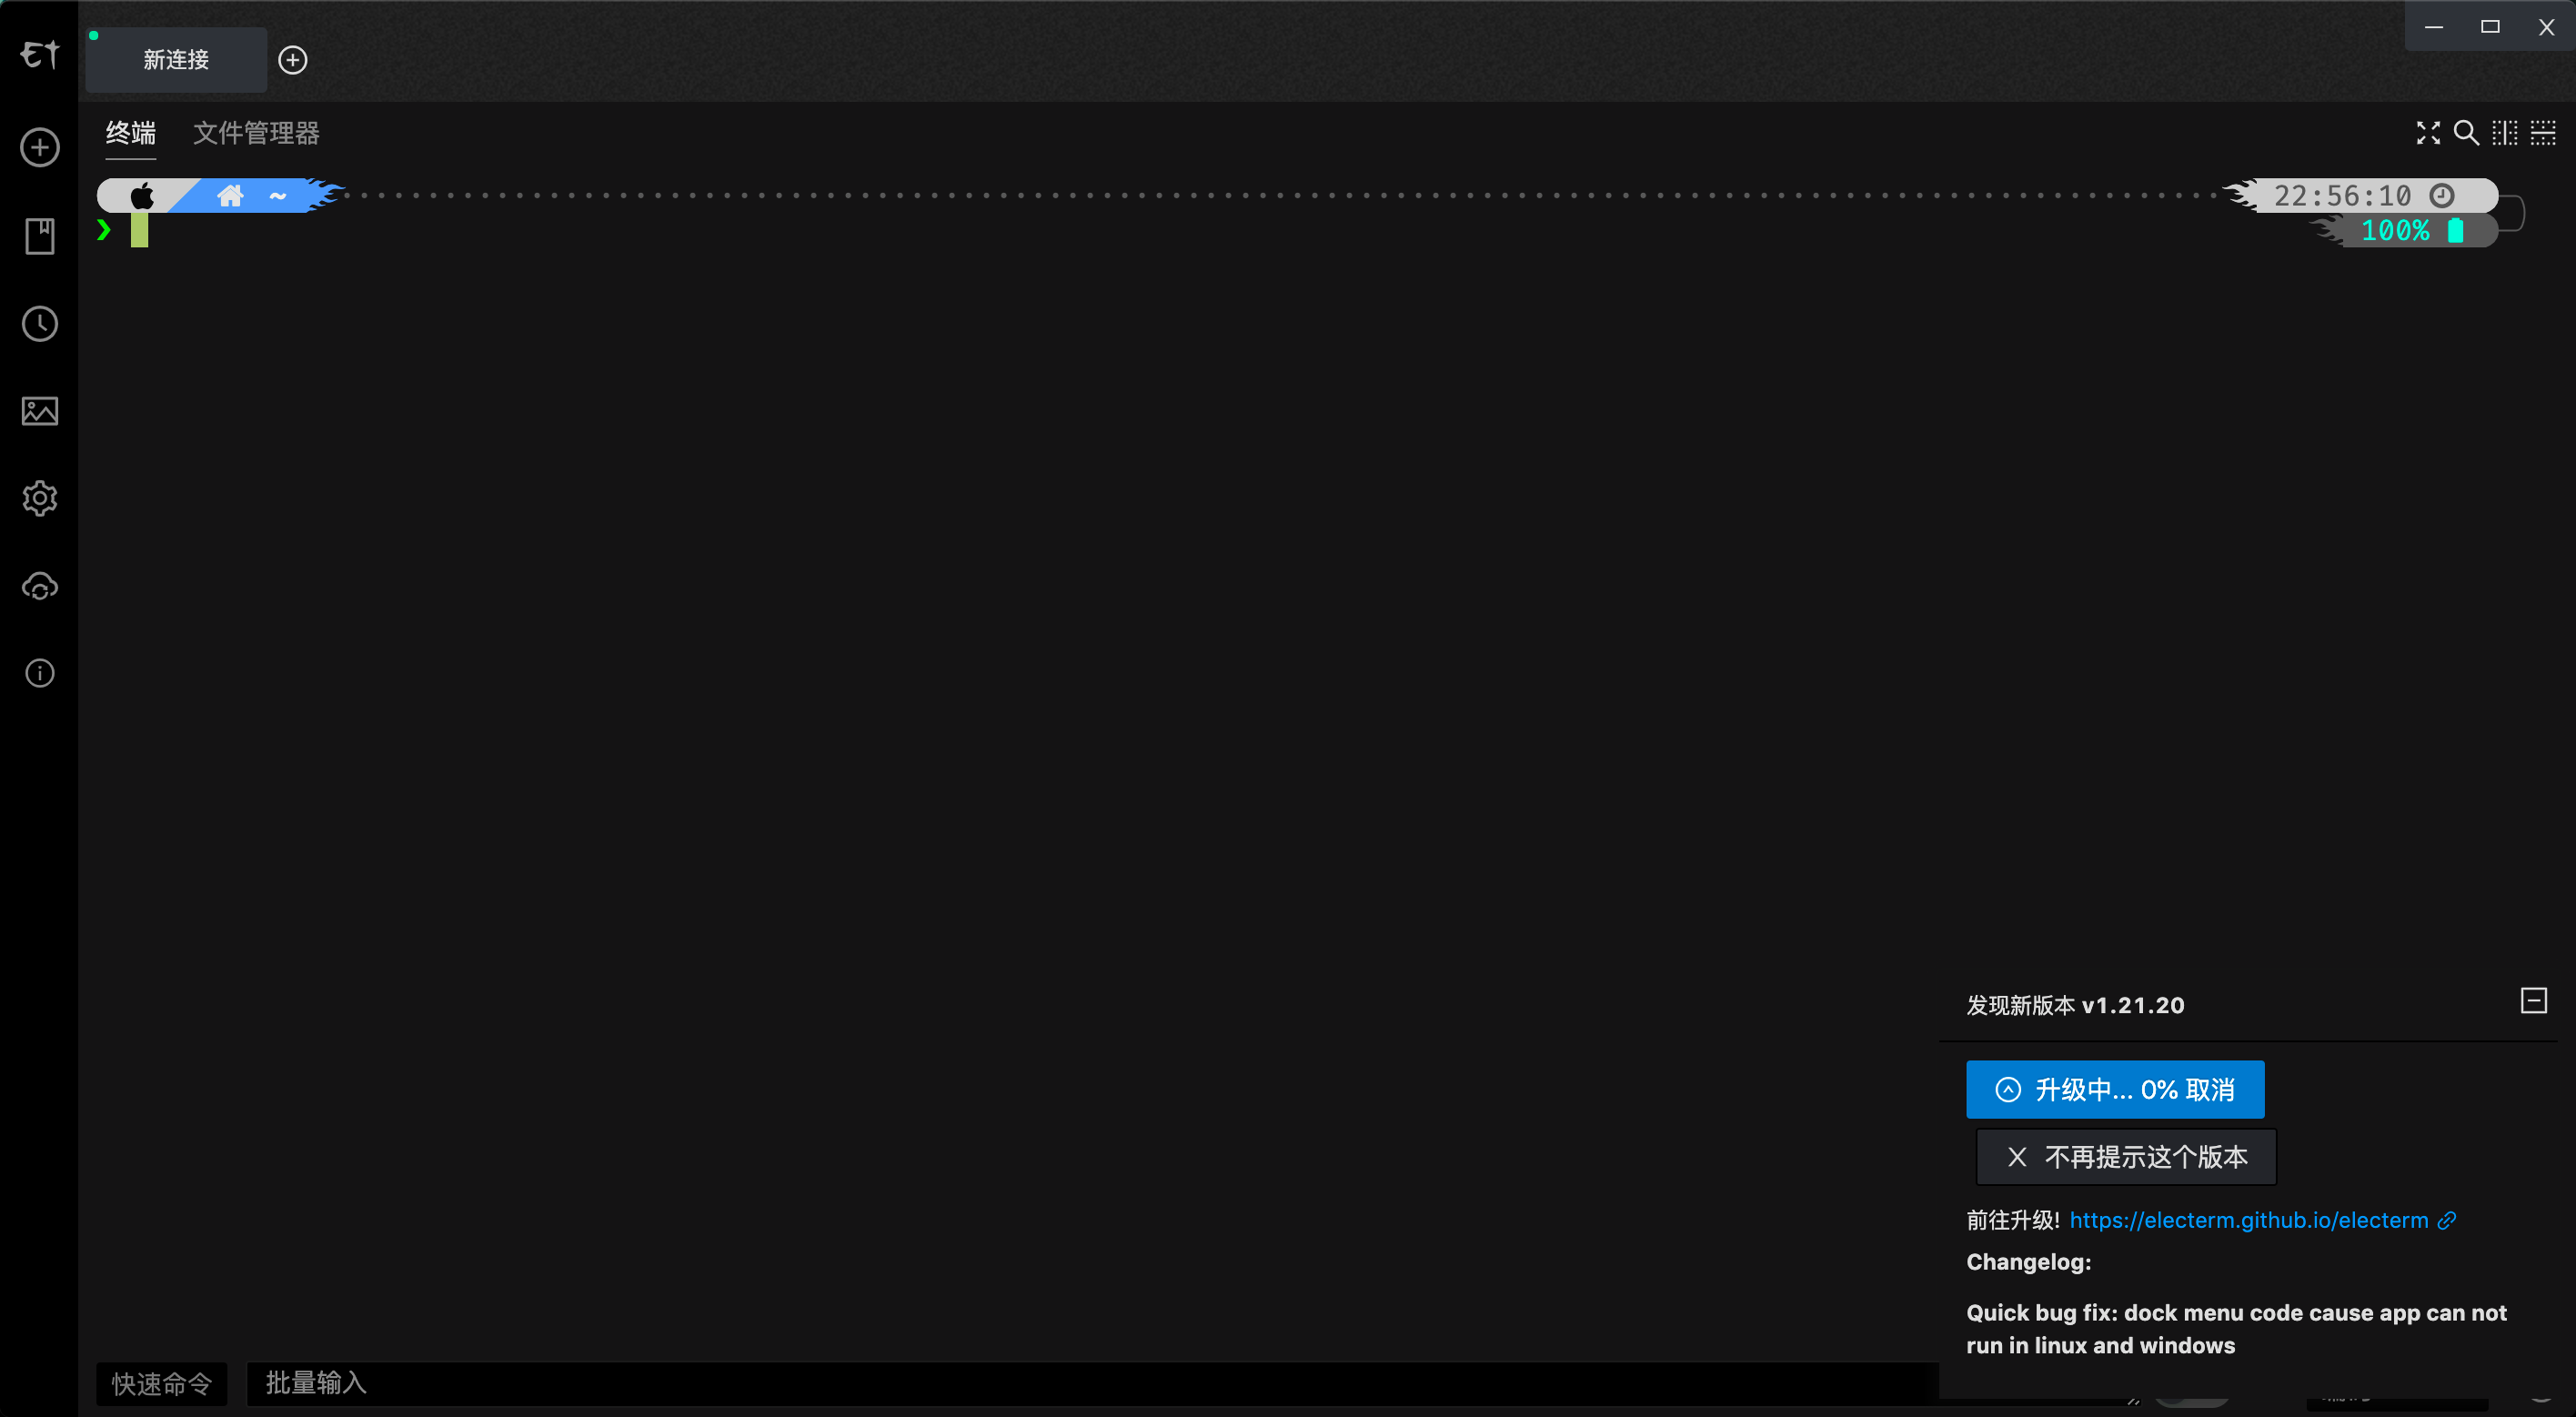 新连接
终端 文件管理器
~ 22:56:10
❯ 100%
发现新版本 v1.21.20
升级中... 0% 取消
不再提示这个版本
前往升级! https://electerm.github.io/electerm
Changelog:
Quick bug fix: dock menu code cause app can not
run in linux and windows
快速命令 批量输入